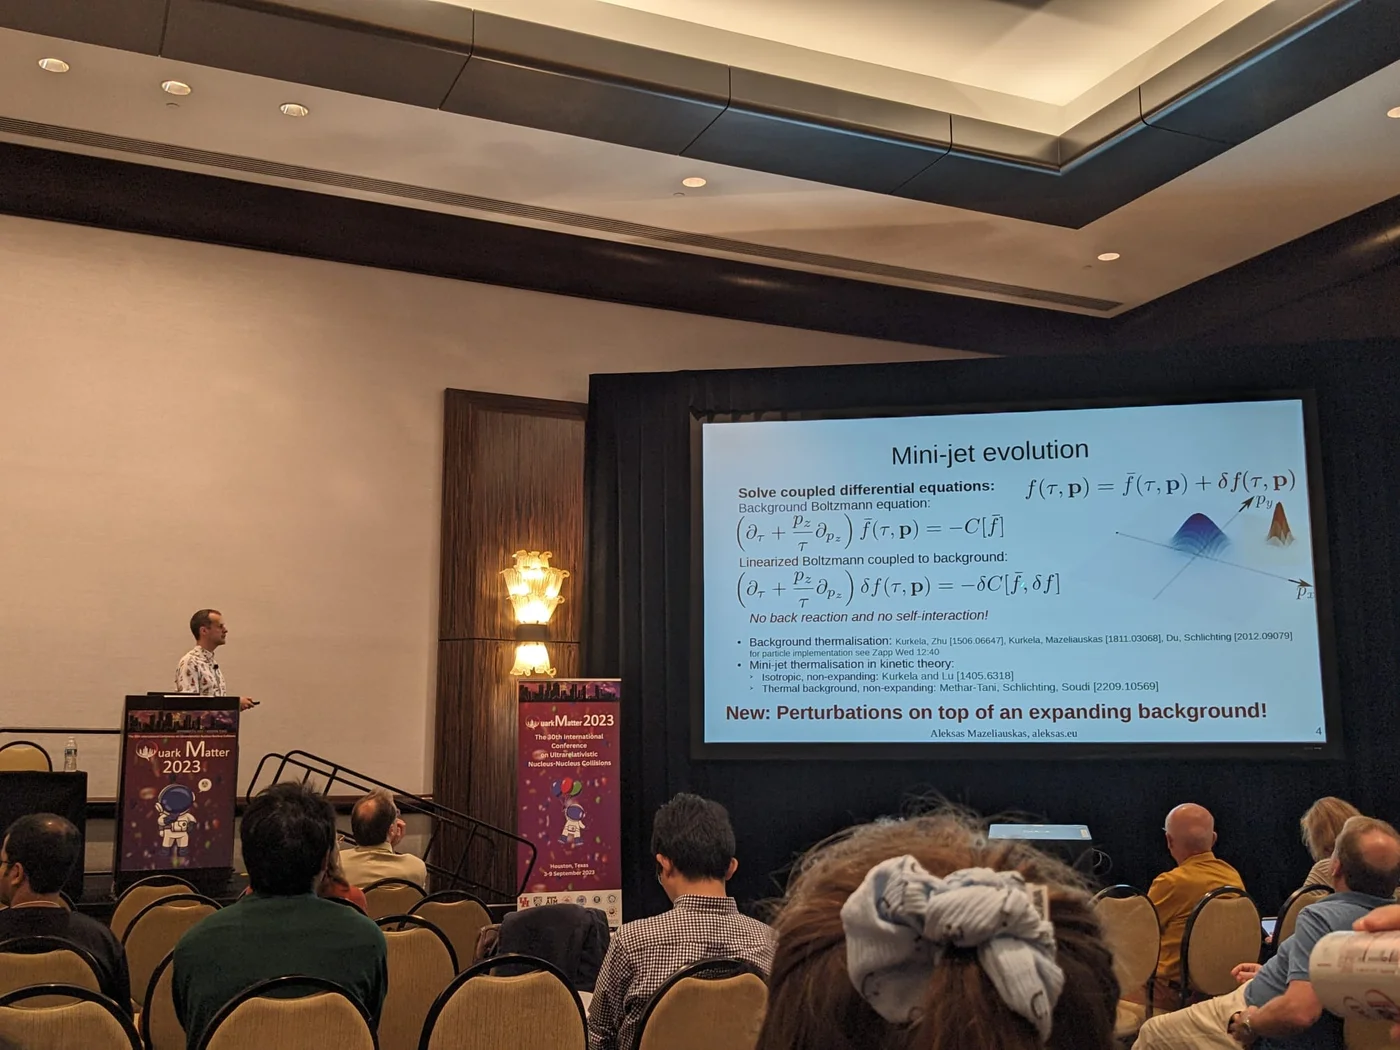 Mini-jet evolution
Solve coupled differential equations:
f(τ, p) = f̄(τ, p) + δf(τ, p)
Background Boltzmann equation:
(∂τ + pz/τ ∂pz) f̄(τ, p) = −C[f̄]
Linearized Boltzmann coupled to background:
(∂τ + pz/τ ∂pz) δf(τ, p) = −δC[f̄, δf]
No back reaction and no self-interaction!
py
px
• Background thermalisation: Kurkela, Zhu [1506.06647], Kurkela, Mazeliauskas [1811.03068], Du, Schlichting [2012.09079]
for particle implementation see Zapp Wed 12:40
• Mini-jet thermalisation in kinetic theory:
‣ Isotropic, non-expanding: Kurkela and Lu [1405.6318]
‣ Thermal background, non-expanding: Methar-Tani, Schlichting, Soudi [2209.10569]
New: Perturbations on top of an expanding background!
Aleksas Mazeliauskas, aleksas.eu
4
uark Matter
2023
uark Matter 2023
The 30th International
Conference
on Ultrarelativistic
Nucleus-Nucleus Collisions
Houston, Texas
3-9 September 2023